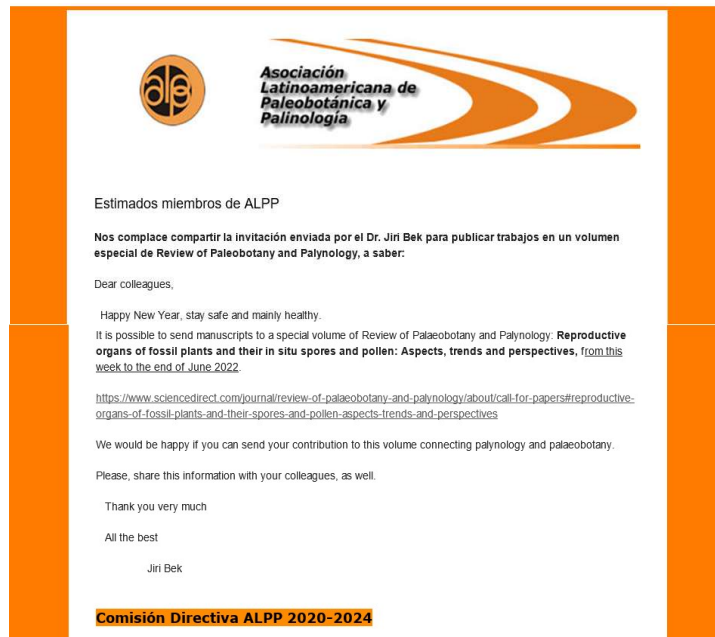 alp
Asociación
Latinoamericana de
Paleobotánica y
Palinología
Estimados miembros de ALPP
Nos complace compartir la invitación enviada por el Dr. Jiri Bek para publicar trabajos en un volumen
especial de Review of Paleobotany and Palynology, a saber:
Dear colleagues,
Happy New Year, stay safe and mainly healthy.
It is possible to send manuscripts to a special volume of Review of Palaeobotany and Palynology: Reproductive
organs of fossil plants and their in situ spores and pollen: Aspects, trends and perspectives, from this
week to the end of June 2022.
https://www.sciencedirect.com/journal/review-of-palaeobotany-and-palynology/about/call-for-papers#reproductive-
organs-of-fossil-plants-and-their-spores-and-pollen-aspects-trends-and-perspectives
We would be happy if you can send your contribution to this volume connecting palynology and palaeobotany.
Please, share this information with your colleagues, as well.
Thank you very much
All the best
Jiri Bek
Comisión Directiva ALPP 2020-2024